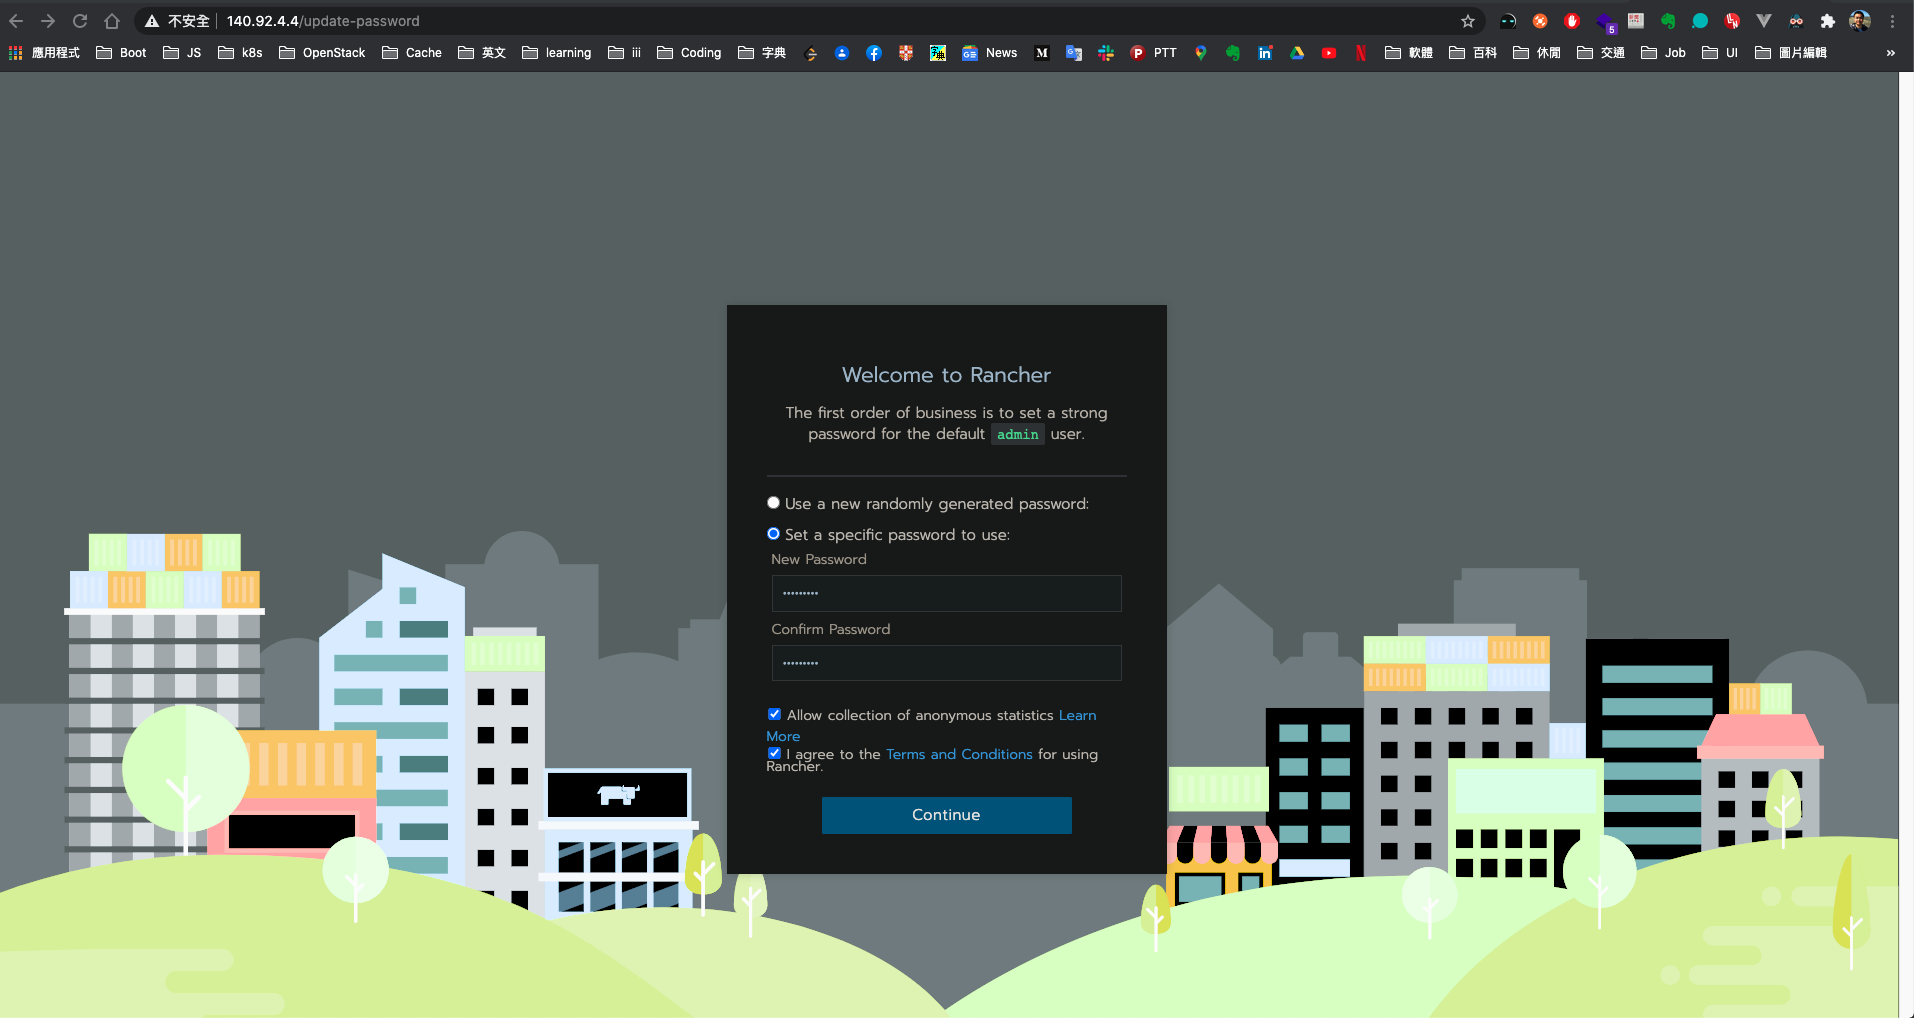 不安全 140.92.4.4/update-password
5
應用程式 Boot JS k8s OpenStack Cache 英文 learning iii Coding 字典 News M P PTT in N 軟體 百科 休閒 交通 Job UI 圖片編輯 »
Welcome to Rancher
The first order of business is to set a strong
password for the default admin user.
Use a new randomly generated password:
Set a specific password to use:
New Password
•••••••••
Confirm Password
•••••••••
Allow collection of anonymous statistics Learn
More
I agree to the Terms and Conditions for using
Rancher.
Continue